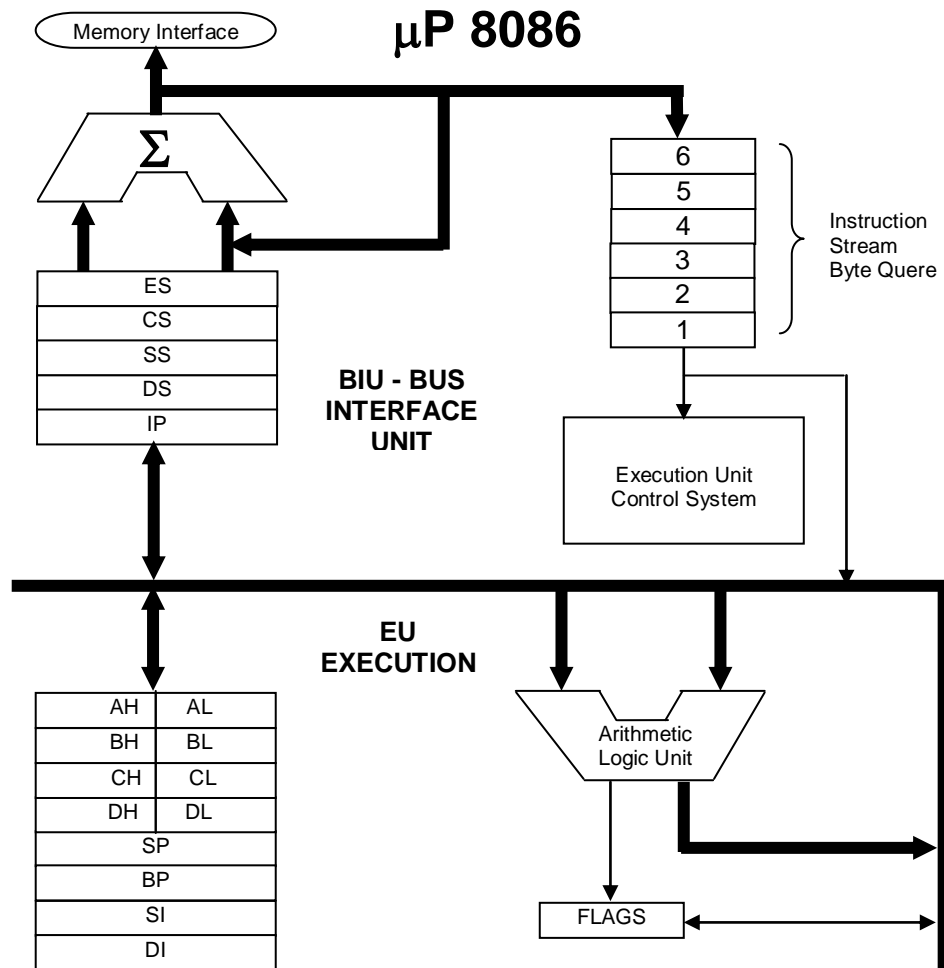 μP 8086
Memory Interface
Σ
6
5
4
3
2
1
Instruction
Stream
Byte Quere
ES
CS
SS
DS
IP
BIU - BUS
INTERFACE
UNIT
Execution Unit
Control System
EU
EXECUTION
AH AL
BH BL
CH CL
DH DL
SP
BP
SI
DI
Arithmetic
Logic Unit
FLAGS